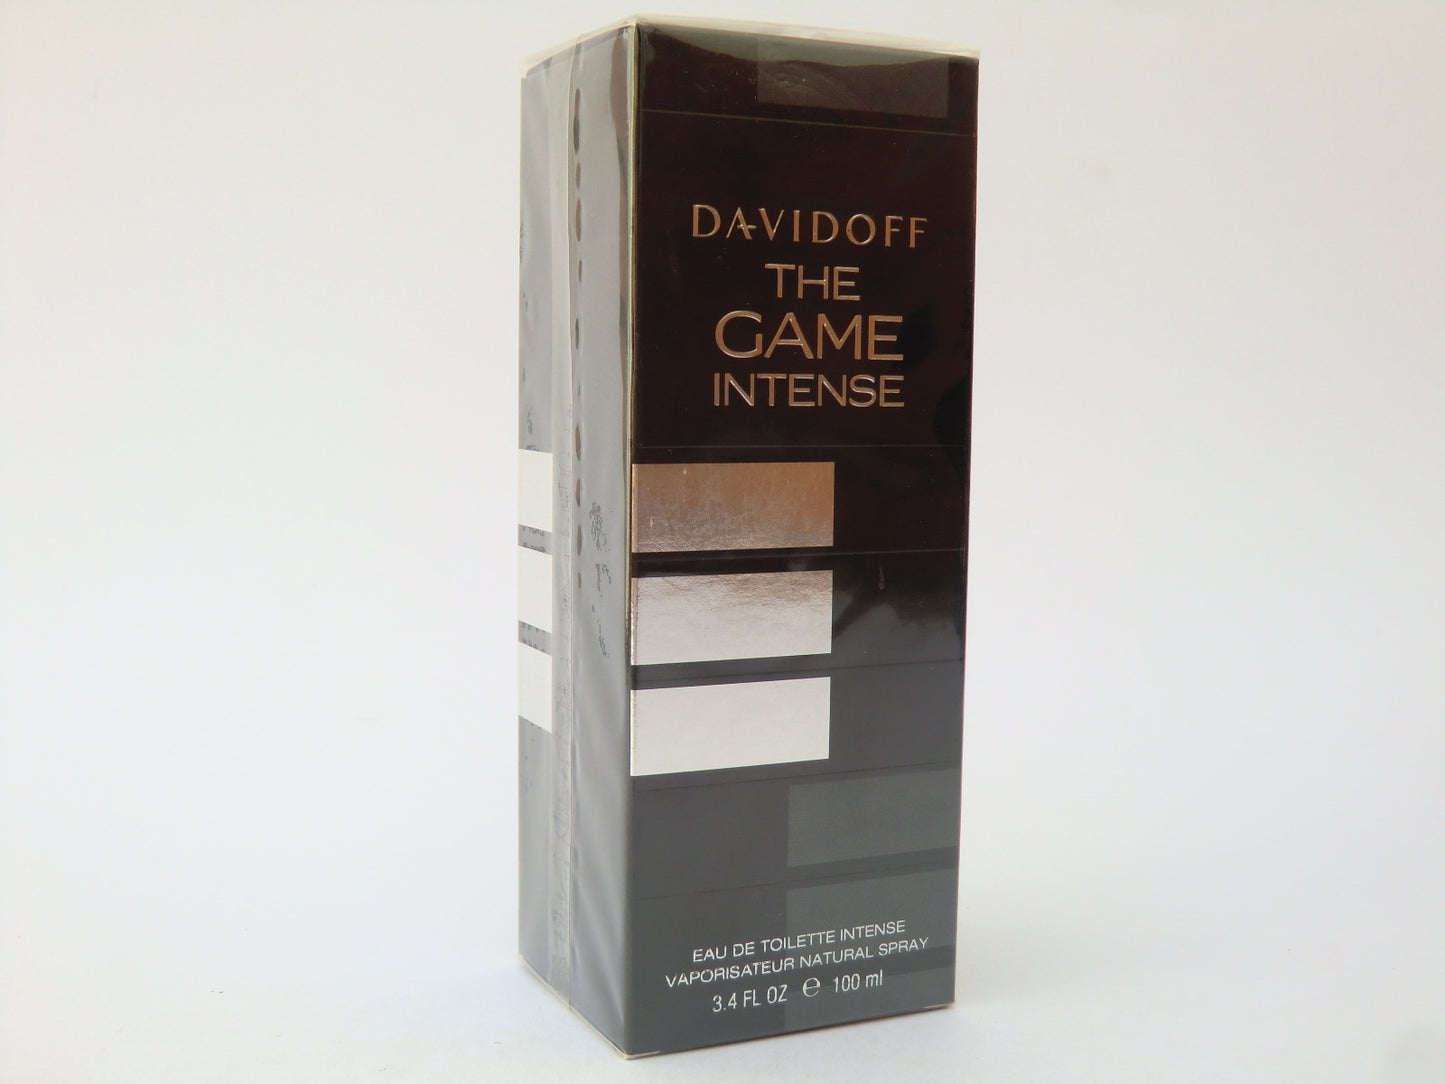 DAVIDOFF
THE
GAME
INTENSE
EAU DE TOILETTE INTENSE
VAPORISATEUR NATURAL SPRAY
3.4 FL OZ ℮ 100 ml